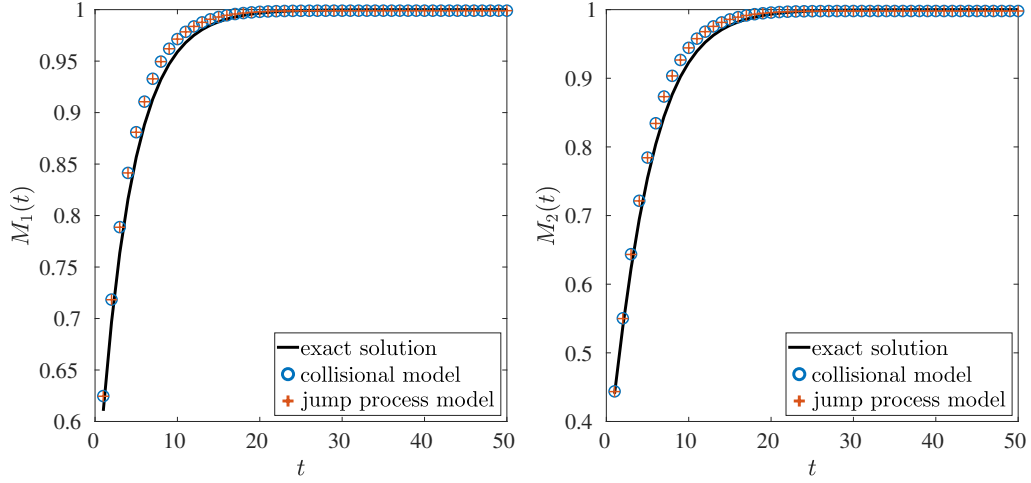 1
0.95
0.9
0.85
0.8
0.75
0.7
0.65
0.6
M₁(t)
0 10 20 30 40 50
t
exact solution
collisional model
jump process model
1
0.9
0.8
0.7
0.6
0.5
0.4
M₂(t)
0 10 20 30 40 50
t
exact solution
collisional model
jump process model